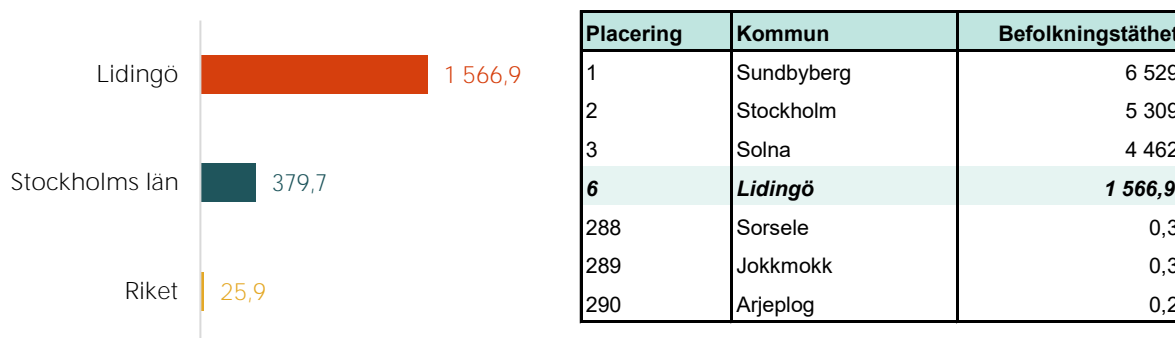 Lidingö 1 566,9
Stockholms län 379,7
Riket 25,9
Placering Kommun Befolkningstäthet
1 Sundbyberg 6 529
2 Stockholm 5 309
3 Solna 4 462
6 Lidingö 1 566,9
288 Sorsele 0,3
289 Jokkmokk 0,3
290 Arjeplog 0,2